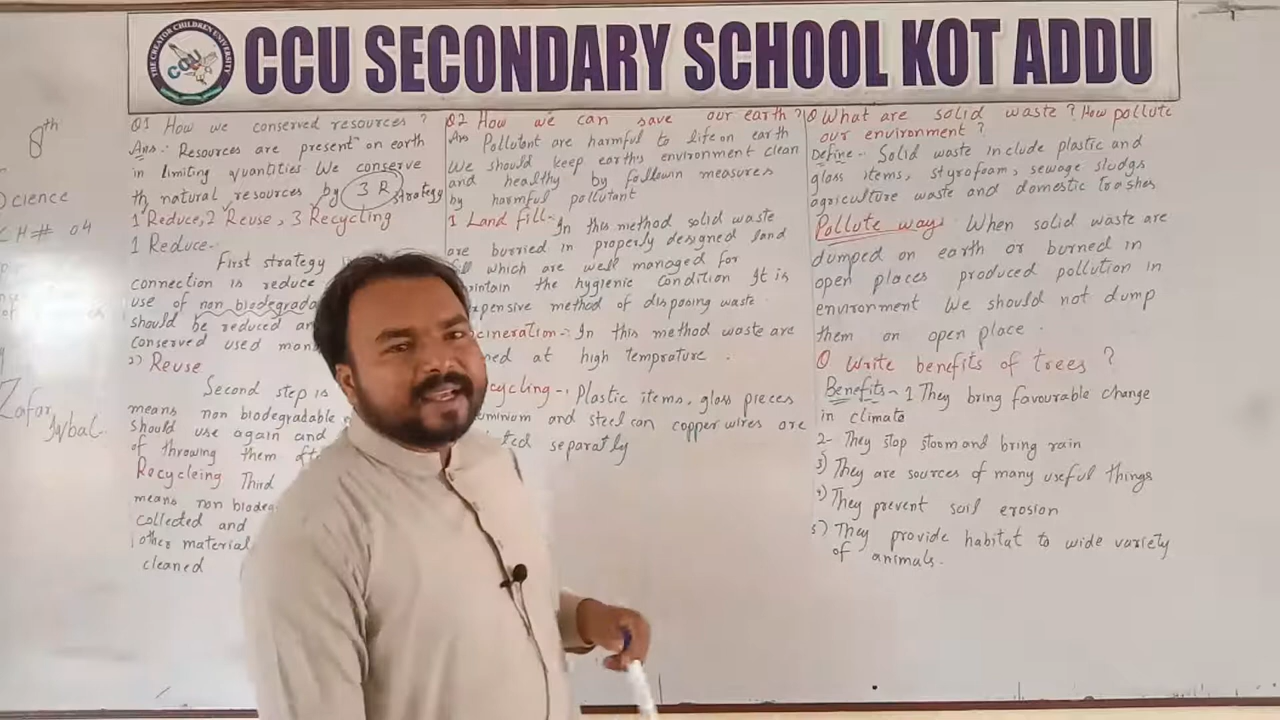 CCU SECONDARY SCHOOL KOT ADDU
THE CREATOR CHILDREN UNIVERSITY
CCU
8th
CH# 04
Zafar
Iqbal
Q1 How we conserved resources ?
Ans.: Resources are present on earth
in limiting quantities We conserve
th natural resources by 3 R strategy
1 Reduce, 2 Reuse, 3 Recycling
1 Reduce.-
First strategy
connection is reduce
use of non biodegrada
should be reduced an
conserved used man
2) Reuse
Second step is
means non biodegradable
should use again and
of throwing them
Recycleing Third
means non biodeg
collected and
other material
cleaned
Q2 How we can save our earth ?
Ans Pollutant are harmful to life on earth
We should keep earths environment clean
and healthy by followin measures
by harmful pollutant
1 Land fill.- In this method solid waste
are burried in properly designed land
which are well managed for
the hygienic condition It is
xpensive method of disposing waste
cineration-: In this method waste are
ned at high temprature .
cycling-. Plastic items, glass pieces
uminium and steel can copper wires are
ted separately
Q What are solid waste ? How pollute
our environment ?
Define.- Solid waste include plastic and
glass items, styrofoam, sewage sludgs
agriculture waste and domestic trashes
Pollute way. When solid waste are
dumped on earth or burned in
open places produced pollution in
environment We should not dump
them on open place .
Q Write benefits of trees ?
Benefits- 1 They bring favourable change
in climate
2- They stop stoom and bring rain
3) They are sources of many useful things
4) They prevent soil erosion
5) They provide habitat to wide variety
of animals.